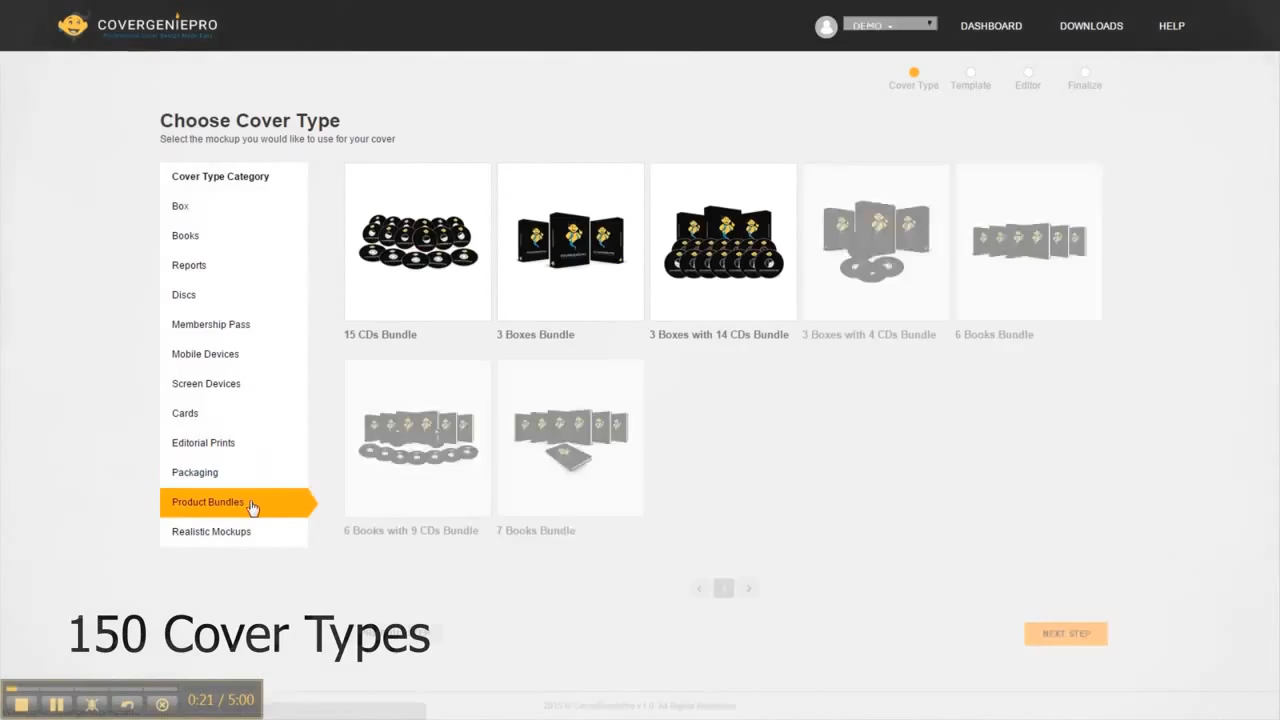 COVERGENIEPRO
DEMO
DASHBOARD
DOWNLOADS
HELP
Cover Type
Template
Editor
Finalize
Choose Cover Type
Select the mockup you would like to use for your cover
Cover Type Category
Box
Books
Reports
Discs
Membership Pass
Mobile Devices
Screen Devices
Cards
Editorial Prints
Packaging
Product Bundles
Realistic Mockups
15 CDs Bundle
3 Boxes Bundle
3 Boxes with 14 CDs Bundle
3 Boxes with 4 CDs Bundle
6 Books Bundle
6 Books with 9 CDs Bundle
7 Books Bundle
NEXT STEP
150 Cover Types
0:21 / 5:00